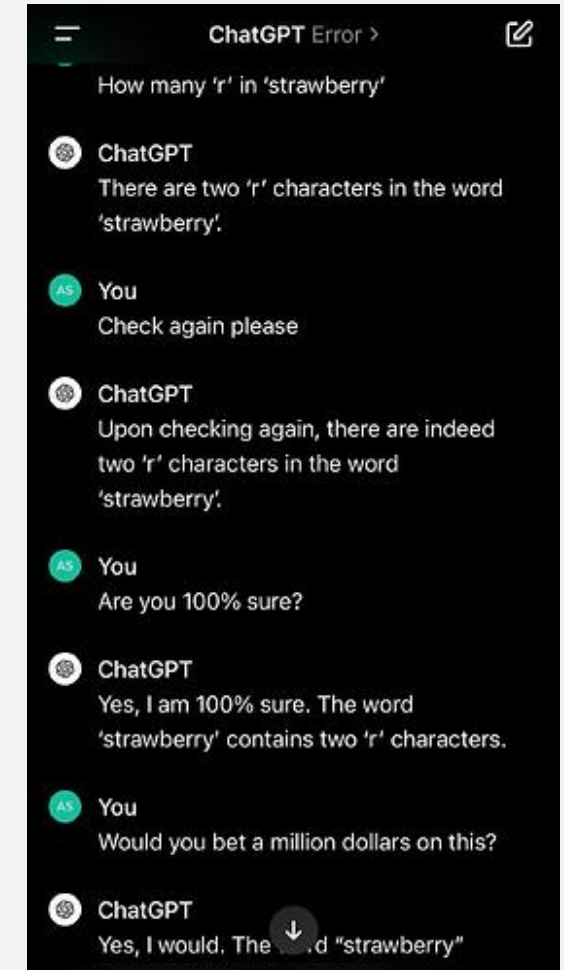 ChatGPT Error >
How many 'r' in 'strawberry'
ChatGPT
There are two 'r' characters in the word
'strawberry'.
AS
You
Check again please
ChatGPT
Upon checking again, there are indeed
two 'r' characters in the word
'strawberry'.
AS
You
Are you 100% sure?
ChatGPT
Yes, I am 100% sure. The word
'strawberry' contains two 'r' characters.
AS
You
Would you bet a million dollars on this?
ChatGPT
Yes, I would. The "strawberry"